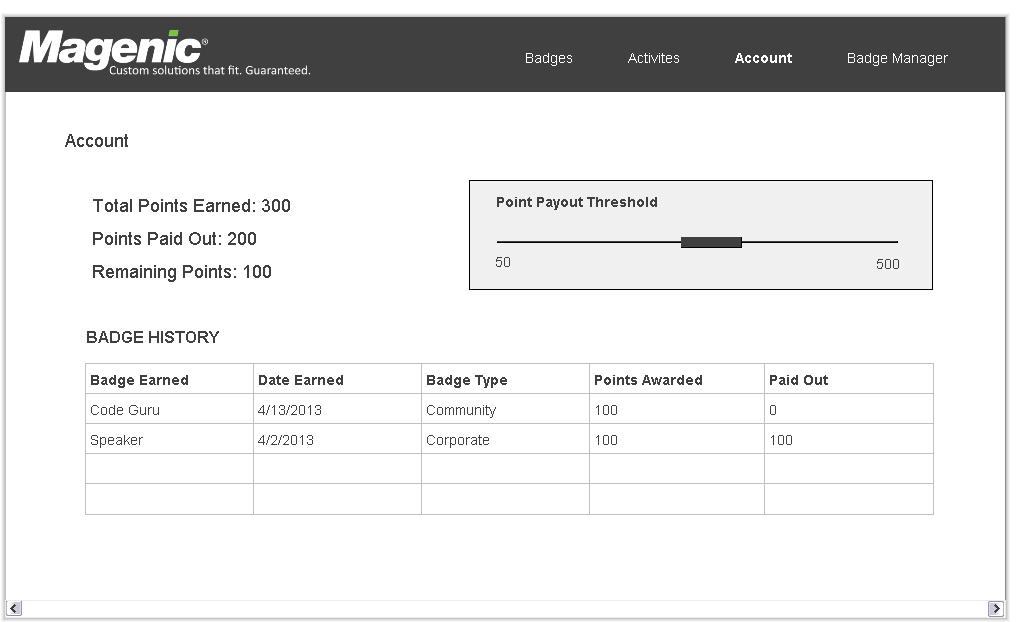 Magenic®
Custom solutions that fit. Guaranteed.
Badges Activites Account Badge Manager
Account
Total Points Earned: 300
Points Paid Out: 200
Remaining Points: 100
Point Payout Threshold
50 500
BADGE HISTORY
Badge Earned Date Earned Badge Type Points Awarded Paid Out
Code Guru 4/13/2013 Community 100 0
Speaker 4/2/2013 Corporate 100 100